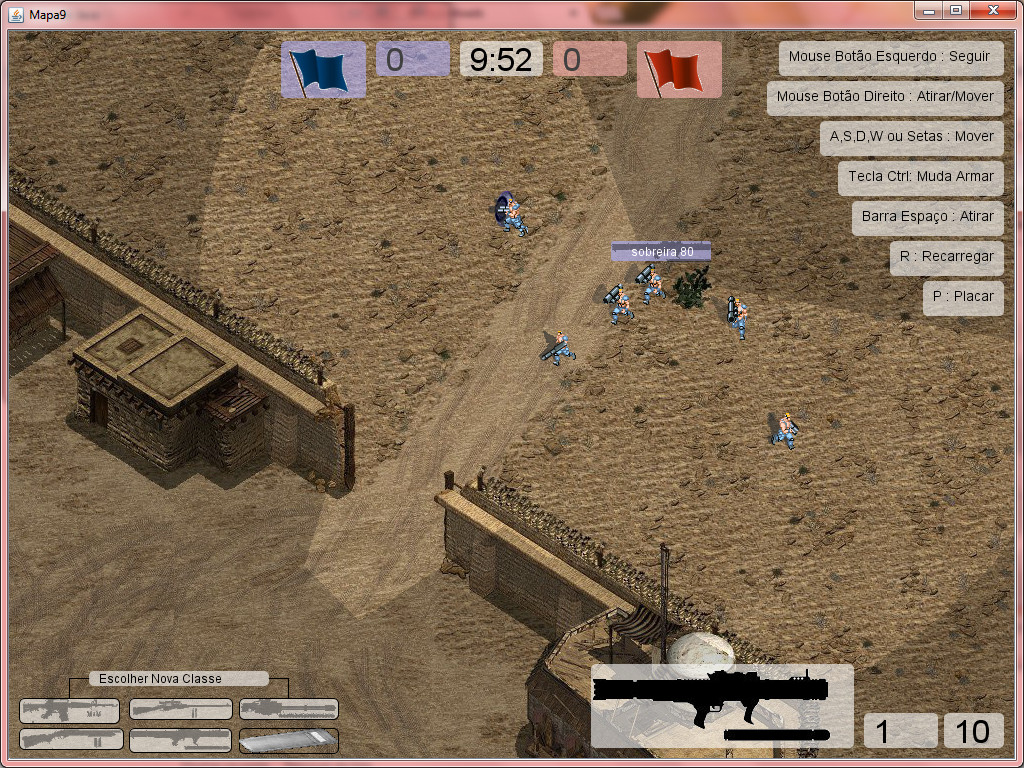 Mapa9
0
9:52
0
Mouse Botão Esquerdo : Seguir
Mouse Botão Direito : Atirar/Mover
A,S,D,W ou Setas : Mover
Tecla Ctrl: Muda Armar
Barra Espaço : Atirar
R : Recarregar
P : Placar
sobreira 80
Escolher Nova Classe
1
10